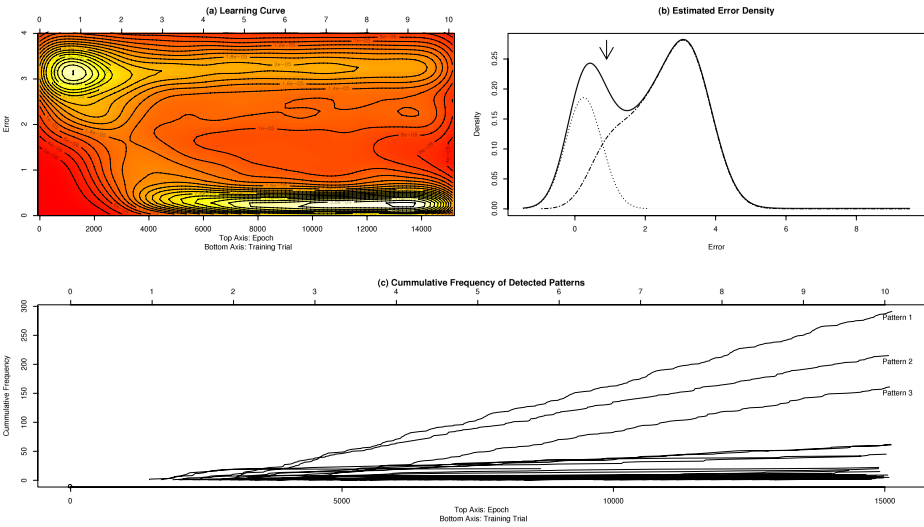 (a) Learning Curve
0 1 2 3 4 5 6 7 8 9 10
4
3
2
1
0
Error
0 2000 4000 6000 8000 10000 12000 14000
Top Axis: Epoch
Bottom Axis: Training Trial
(b) Estimated Error Density
0.25
0.20
0.15
0.10
0.05
0.00
Density
0 2 4 6 8
Error
(c) Cummulative Frequency of Detected Patterns
0 1 2 3 4 5 6 7 8 9 10
300
250
200
150
100
50
0
Cummulative Frequency
Pattern 1
Pattern 2
Pattern 3
0 5000 10000 15000
Top Axis: Epoch
Bottom Axis: Training Trial